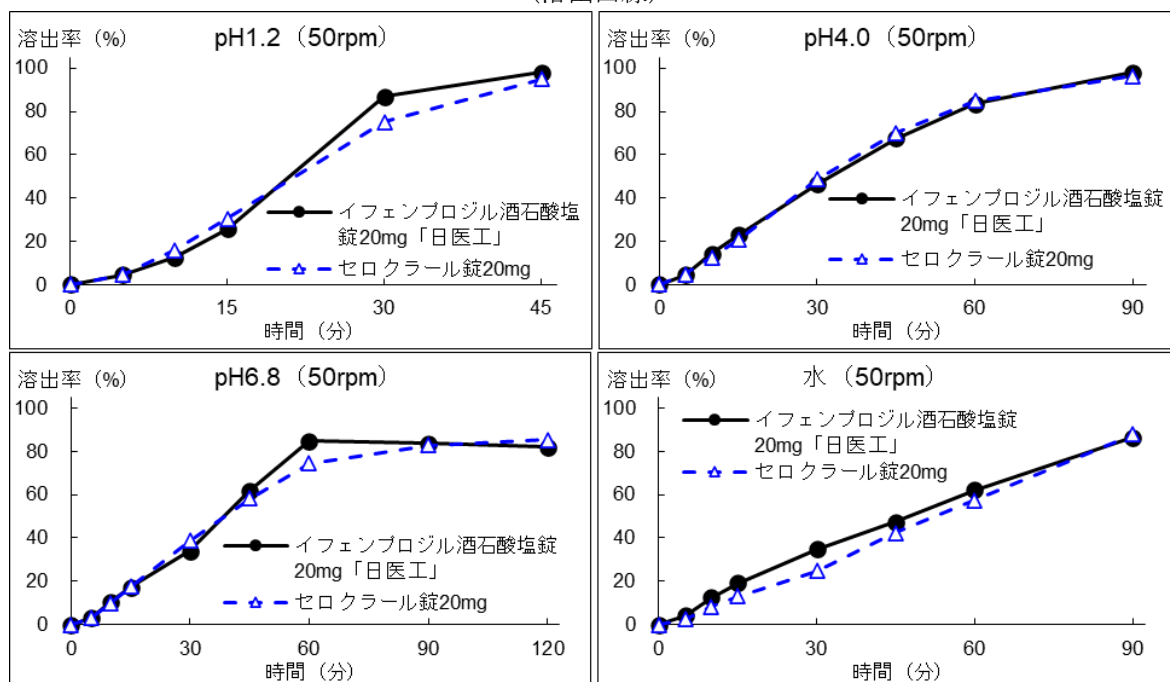 溶出率（%）
pH1.2（50rpm）
100
80
60
40
20
0
イフェンプロジル酒石酸塩
錠20mg「日医工」
セロクラール錠20mg
0
15
30
45
時間（分）
溶出率（%）
pH4.0（50rpm）
100
80
60
40
20
0
イフェンプロジル酒石酸塩錠
20mg「日医工」
セロクラール錠20mg
0
30
60
90
時間（分）
溶出率（%）
pH6.8（50rpm）
100
80
60
40
20
0
イフェンプロジル酒石酸塩錠
20mg「日医工」
セロクラール錠20mg
0
30
60
90
120
時間（分）
溶出率（%）
水（50rpm）
100
80
60
40
20
0
イフェンプロジル酒石酸塩錠
20mg「日医工」
セロクラール錠20mg
0
30
60
90
時間（分）